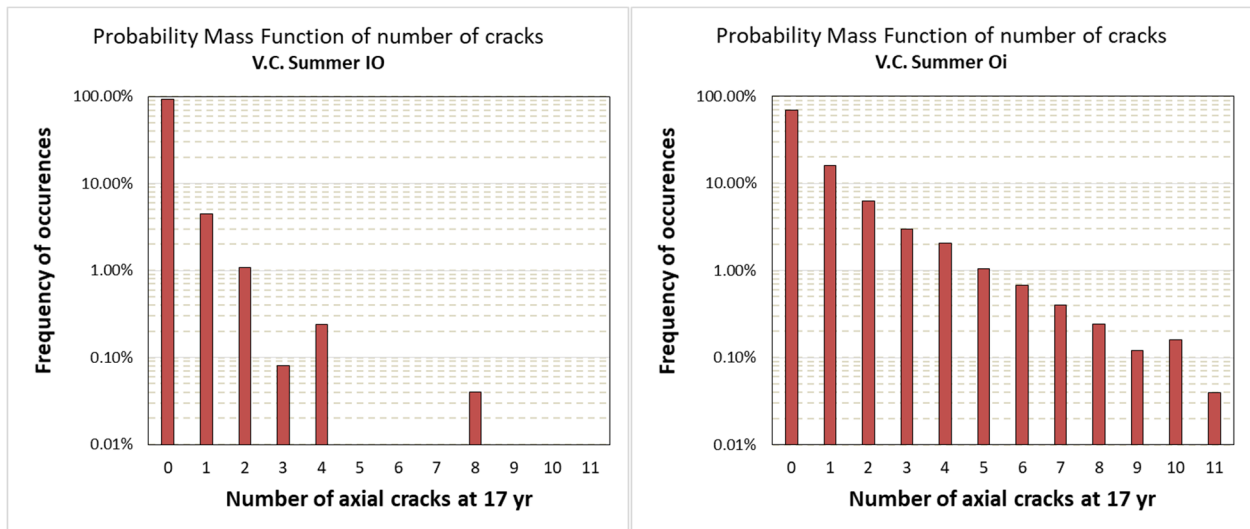 Probability Mass Function of number of cracks
V.C. Summer IO
100.00%
10.00%
1.00%
0.10%
0.01%
Frequency of occurences
0 1 2 3 4 5 6 7 8 9 10 11
Number of axial cracks at 17 yr
Probability Mass Function of number of cracks
V.C. Summer Oi
100.00%
10.00%
1.00%
0.10%
0.01%
Frequency of occurences
0 1 2 3 4 5 6 7 8 9 10 11
Number of axial cracks at 17 yr